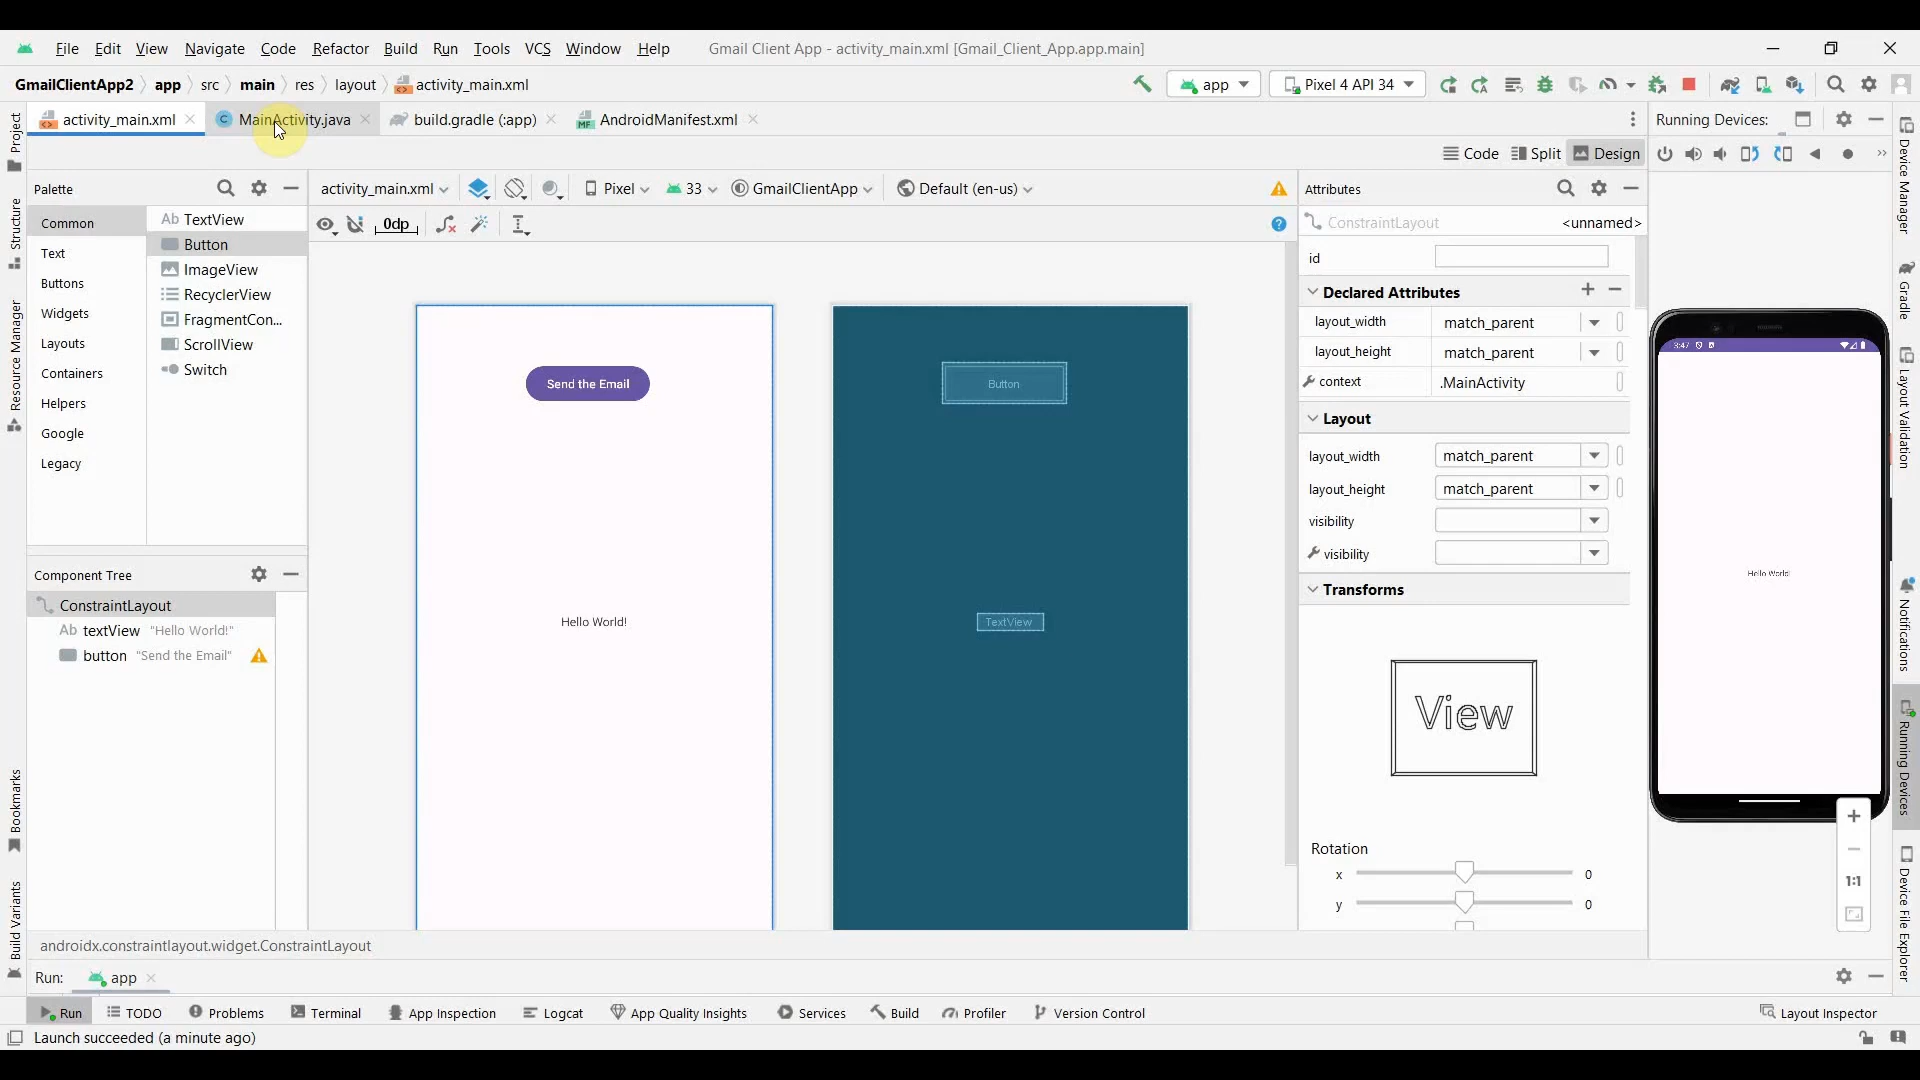 File Edit View Navigate Code Refactor Build Run Tools VCS Window Help Gmail Client App - activity_main.xml [Gmail_Client_App.app.main]
GmailClientApp2 app src main res layout activity_main.xml app Pixel 4 API 34
activity_main.xml MainActivity.java build.gradle (:app) AndroidManifest.xml Running Devices:
Code Split Design
Palette activity_main.xml Pixel 33 GmailClientApp Default (en-us) Attributes
Common
Text
Buttons
Widgets
Layouts
Containers
Helpers
Google
Legacy
Ab TextView
Button
ImageView
RecyclerView
FragmentCon...
ScrollView
Switch
0dp
Send the Email
Hello World!
Button
TextView
Component Tree
ConstraintLayout
Ab textView "Hello World!"
button "Send the Email"
ConstraintLayout <unnamed>
id
Declared Attributes
layout_width match_parent
layout_height match_parent
context .MainActivity
Layout
layout_width match_parent
layout_height match_parent
visibility
visibility
Transforms
View
Rotation
x 0
y 0
3:47
Hello World!
1:1
Project
Structure
Resource Manager
Bookmarks
Build Variants
Device Manager
Gradle
Layout Validation
Notifications
Running Devices
Device File Explorer
androidx.constraintlayout.widget.ConstraintLayout
Run: app
Run TODO Problems Terminal App Inspection Logcat App Quality Insights Services Build Profiler Version Control Layout Inspector
Launch succeeded (a minute ago)